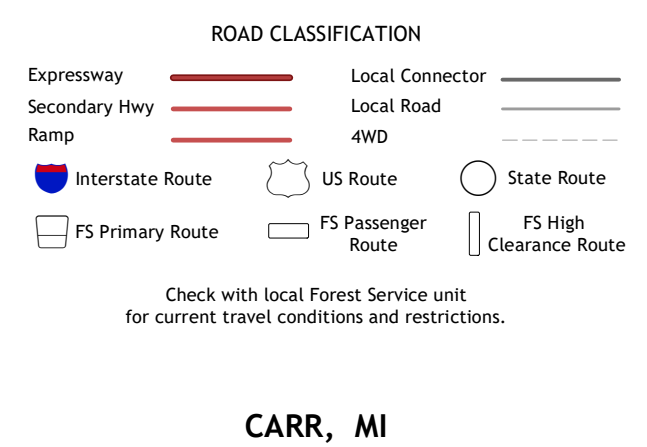 ROAD CLASSIFICATION
Expressway
Local Connector
Secondary Hwy
Local Road
Ramp
4WD
Interstate Route
US Route
State Route
FS Primary Route
FS Passenger
Route
FS High
Clearance Route
Check with local Forest Service unit
for current travel conditions and restrictions.
CARR, MI